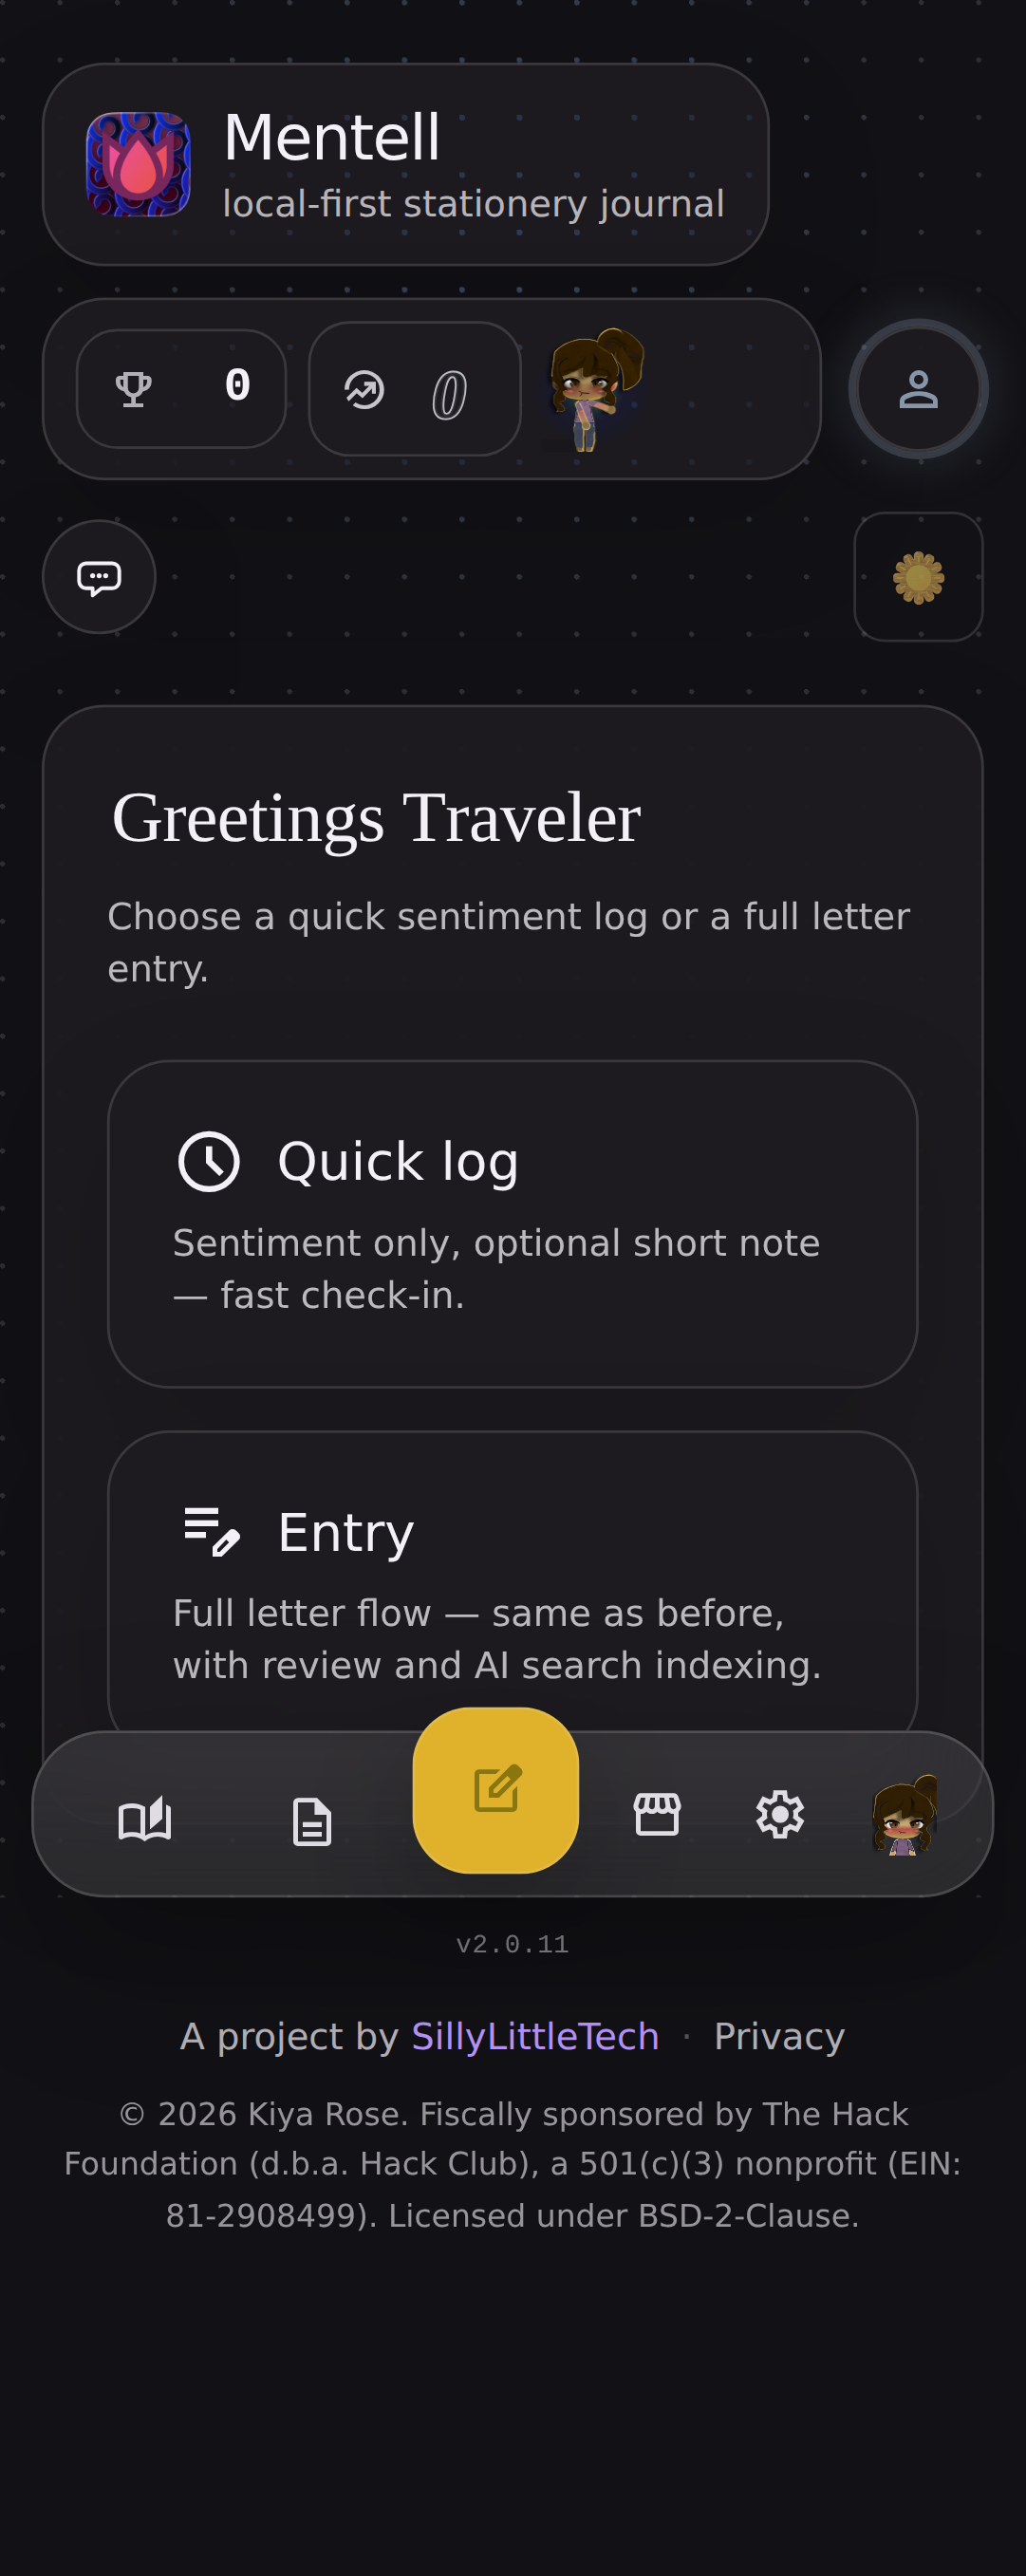 Mentell
local-first stationery journal
0
0
Greetings Traveler
Choose a quick sentiment log or a full letter
entry.
Quick log
Sentiment only, optional short note
— fast check-in.
Entry
Full letter flow — same as before,
with review and AI search indexing.
v2.0.11
A project by SillyLittleTech · Privacy
© 2026 Kiya Rose. Fiscally sponsored by The Hack
Foundation (d.b.a. Hack Club), a 501(c)(3) nonprofit (EIN:
81-2908499). Licensed under BSD-2-Clause.